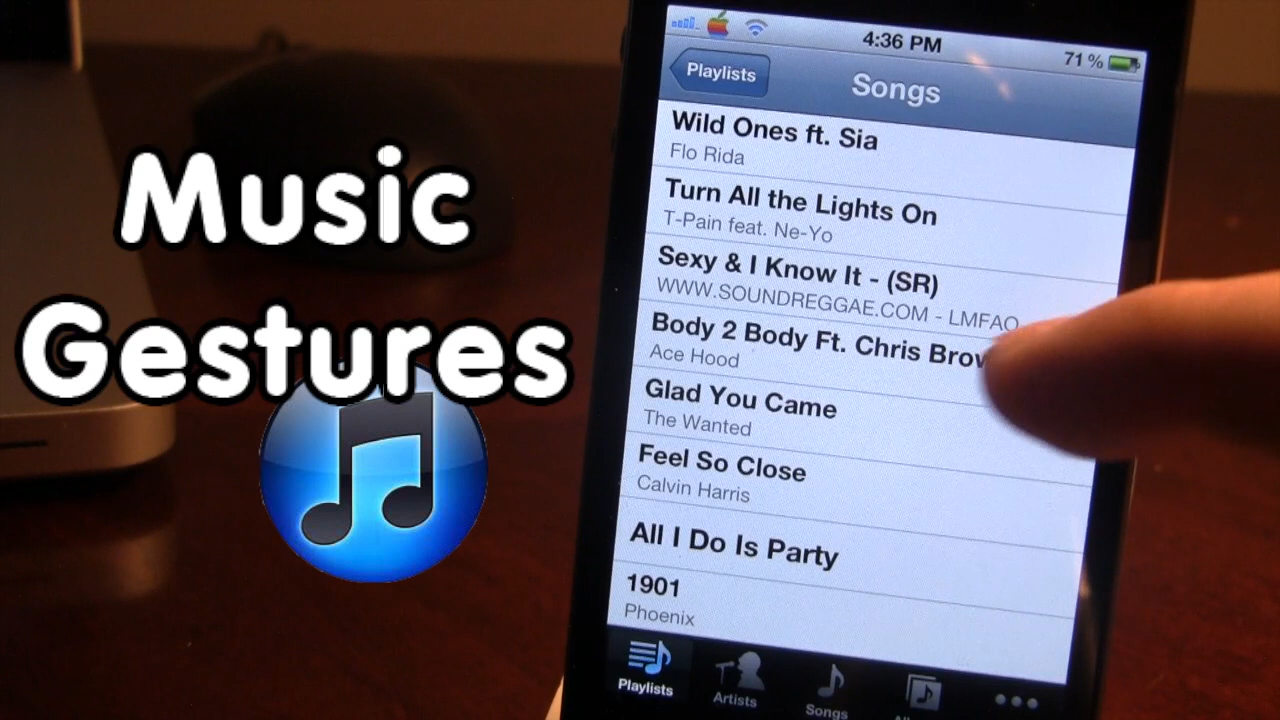 Music
Gestures
4:36 PM
71 %
Playlists
Songs
Wild Ones ft. Sia
Flo Rida
Turn All the Lights On
T-Pain feat. Ne-Yo
Sexy & I Know It - (SR)
WWW.SOUNDREGGAE.COM - LMFAO
Body 2 Body Ft. Chris Brow
Ace Hood
Glad You Came
The Wanted
Feel So Close
Calvin Harris
All I Do Is Party
1901
Phoenix
Playlists
Artists
Songs